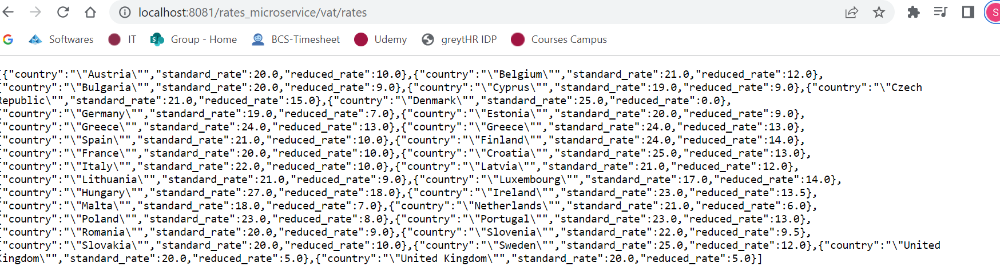 localhost:8081/rates_microservice/vat/rates
S
Softwares IT Group - Home BCS-Timesheet Udemy greytHR IDP Courses Campus
[{"country":"\"Austria\"","standard_rate":20.0,"reduced_rate":10.0},{"country":"\"Belgium\"","standard_rate":21.0,"reduced_rate":12.0},
{"country":"\"Bulgaria\"","standard_rate":20.0,"reduced_rate":9.0},{"country":"\"Cyprus\"","standard_rate":19.0,"reduced_rate":9.0},{"country":"\"Czech
Republic\"","standard_rate":21.0,"reduced_rate":15.0},{"country":"\"Denmark\"","standard_rate":25.0,"reduced_rate":0.0},
{"country":"\"Germany\"","standard_rate":19.0,"reduced_rate":7.0},{"country":"\"Estonia\"","standard_rate":20.0,"reduced_rate":9.0},
{"country":"\"Greece\"","standard_rate":24.0,"reduced_rate":13.0},{"country":"\"Greece\"","standard_rate":24.0,"reduced_rate":13.0},
{"country":"\"Spain\"","standard_rate":21.0,"reduced_rate":10.0},{"country":"\"Finland\"","standard_rate":24.0,"reduced_rate":14.0},
{"country":"\"France\"","standard_rate":20.0,"reduced_rate":10.0},{"country":"\"Croatia\"","standard_rate":25.0,"reduced_rate":13.0},
{"country":"\"Italy\"","standard_rate":22.0,"reduced_rate":10.0},{"country":"\"Latvia\"","standard_rate":21.0,"reduced_rate":12.0},
{"country":"\"Lithuania\"","standard_rate":21.0,"reduced_rate":9.0},{"country":"\"Luxembourg\"","standard_rate":17.0,"reduced_rate":14.0},
{"country":"\"Hungary\"","standard_rate":27.0,"reduced_rate":18.0},{"country":"\"Ireland\"","standard_rate":23.0,"reduced_rate":13.5},
{"country":"\"Malta\"","standard_rate":18.0,"reduced_rate":7.0},{"country":"\"Netherlands\"","standard_rate":21.0,"reduced_rate":6.0},
{"country":"\"Poland\"","standard_rate":23.0,"reduced_rate":8.0},{"country":"\"Portugal\"","standard_rate":23.0,"reduced_rate":13.0},
{"country":"\"Romania\"","standard_rate":20.0,"reduced_rate":9.0},{"country":"\"Slovenia\"","standard_rate":22.0,"reduced_rate":9.5},
{"country":"\"Slovakia\"","standard_rate":20.0,"reduced_rate":10.0},{"country":"\"Sweden\"","standard_rate":25.0,"reduced_rate":12.0},{"country":"\"United
Kingdom\"","standard_rate":20.0,"reduced_rate":5.0},{"country":"\"United Kingdom\"","standard_rate":20.0,"reduced_rate":5.0}]